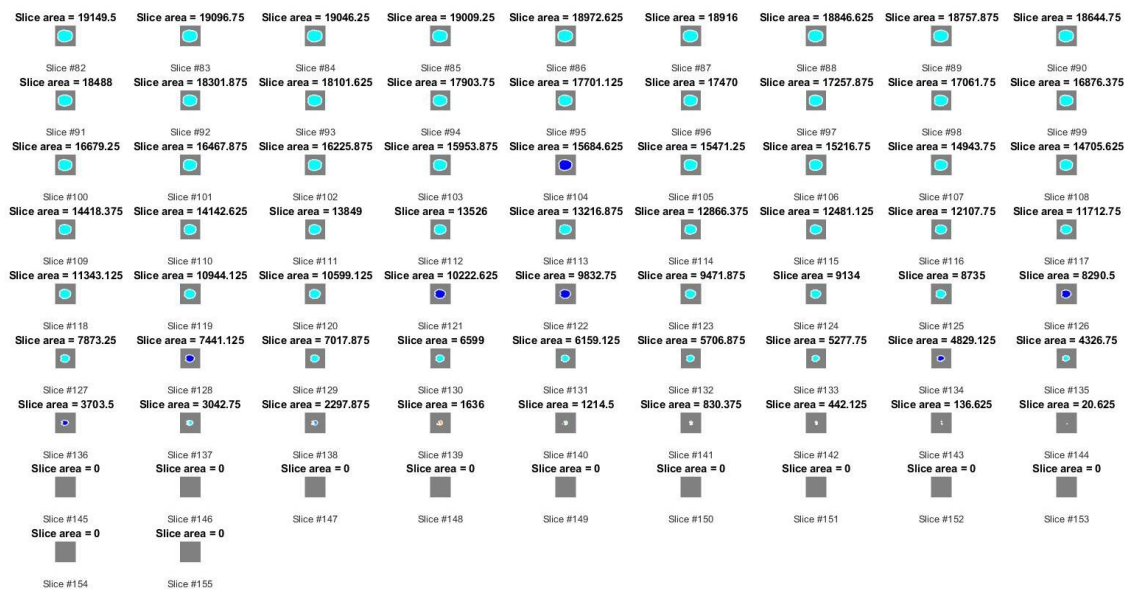 Slice area = 19149.5 Slice area = 19096.75 Slice area = 19046.25 Slice area = 19009.25 Slice area = 18972.625 Slice area = 18916 Slice area = 18846.625 Slice area = 18757.875 Slice area = 18644.75
Slice #82 Slice #83 Slice #84 Slice #85 Slice #86 Slice #87 Slice #88 Slice #89 Slice #90
Slice area = 18488 Slice area = 18301.875 Slice area = 18101.625 Slice area = 17903.75 Slice area = 17701.125 Slice area = 17470 Slice area = 17257.875 Slice area = 17061.75 Slice area = 16876.375
Slice #91 Slice #92 Slice #93 Slice #94 Slice #95 Slice #96 Slice #97 Slice #98 Slice #99
Slice area = 16679.25 Slice area = 16467.875 Slice area = 16225.875 Slice area = 15953.875 Slice area = 15684.625 Slice area = 15471.25 Slice area = 15216.75 Slice area = 14943.75 Slice area = 14705.625
Slice #100 Slice #101 Slice #102 Slice #103 Slice #104 Slice #105 Slice #106 Slice #107 Slice #108
Slice area = 14418.375 Slice area = 14142.625 Slice area = 13849 Slice area = 13526 Slice area = 13216.875 Slice area = 12866.375 Slice area = 12481.125 Slice area = 12107.75 Slice area = 11712.75
Slice #109 Slice #110 Slice #111 Slice #112 Slice #113 Slice #114 Slice #115 Slice #116 Slice #117
Slice area = 11343.125 Slice area = 10944.125 Slice area = 10599.125 Slice area = 10222.625 Slice area = 9832.75 Slice area = 9471.875 Slice area = 9134 Slice area = 8735 Slice area = 8290.5
Slice #118 Slice #119 Slice #120 Slice #121 Slice #122 Slice #123 Slice #124 Slice #125 Slice #126
Slice area = 7873.25 Slice area = 7441.125 Slice area = 7017.875 Slice area = 6599 Slice area = 6159.125 Slice area = 5706.875 Slice area = 5277.75 Slice area = 4829.125 Slice area = 4326.75
Slice #127 Slice #128 Slice #129 Slice #130 Slice #131 Slice #132 Slice #133 Slice #134 Slice #135
Slice area = 3703.5 Slice area = 3042.75 Slice area = 2297.875 Slice area = 1636 Slice area = 1214.5 Slice area = 830.375 Slice area = 442.125 Slice area = 136.625 Slice area = 20.625
Slice #136 Slice #137 Slice #138 Slice #139 Slice #140 Slice #141 Slice #142 Slice #143 Slice #144
Slice area = 0 Slice area = 0 Slice area = 0 Slice area = 0 Slice area = 0 Slice area = 0 Slice area = 0 Slice area = 0 Slice area = 0
Slice #145 Slice #146 Slice #147 Slice #148 Slice #149 Slice #150 Slice #151 Slice #152 Slice #153
Slice area = 0 Slice area = 0
Slice #154 Slice #155